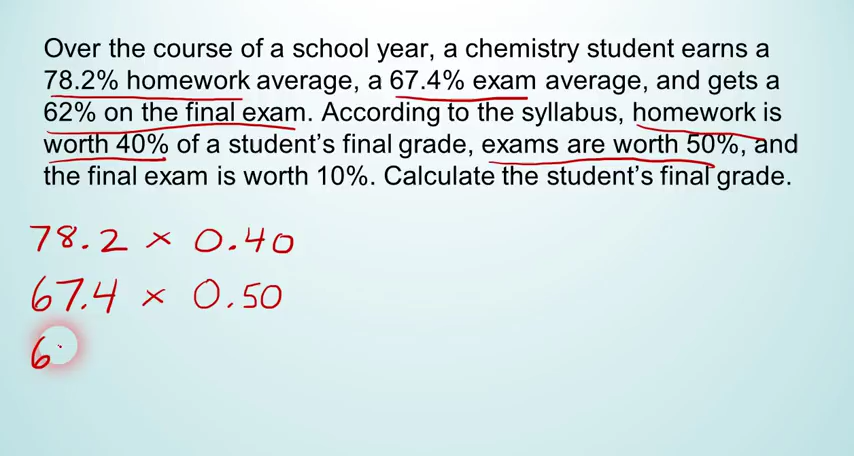 Over the course of a school year, a chemistry student earns a
78.2% homework average, a 67.4% exam average, and gets a
62% on the final exam. According to the syllabus, homework is
worth 40% of a student's final grade, exams are worth 50%, and
the final exam is worth 10%. Calculate the student's final grade.
78.2 × 0.40
67.4 × 0.50
6